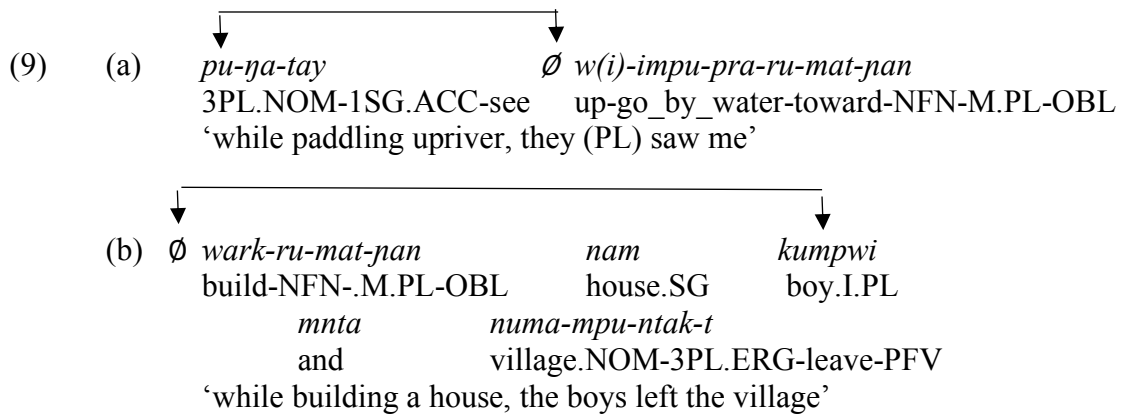 (9) (a) pu-ŋa-tay Ø w(i)-impu-pra-ru-mat-ɲan
3PL.NOM-1SG.ACC-see up-go_by_water-toward-NFN-M.PL-OBL
‘while paddling upriver, they (PL) saw me’
(b) Ø wark-ru-mat-ɲan nam kumpwi
build-NFN-.M.PL-OBL house.SG boy.I.PL
mnta numa-mpu-ntak-t
and village.NOM-3PL.ERG-leave-PFV
‘while building a house, the boys left the village’